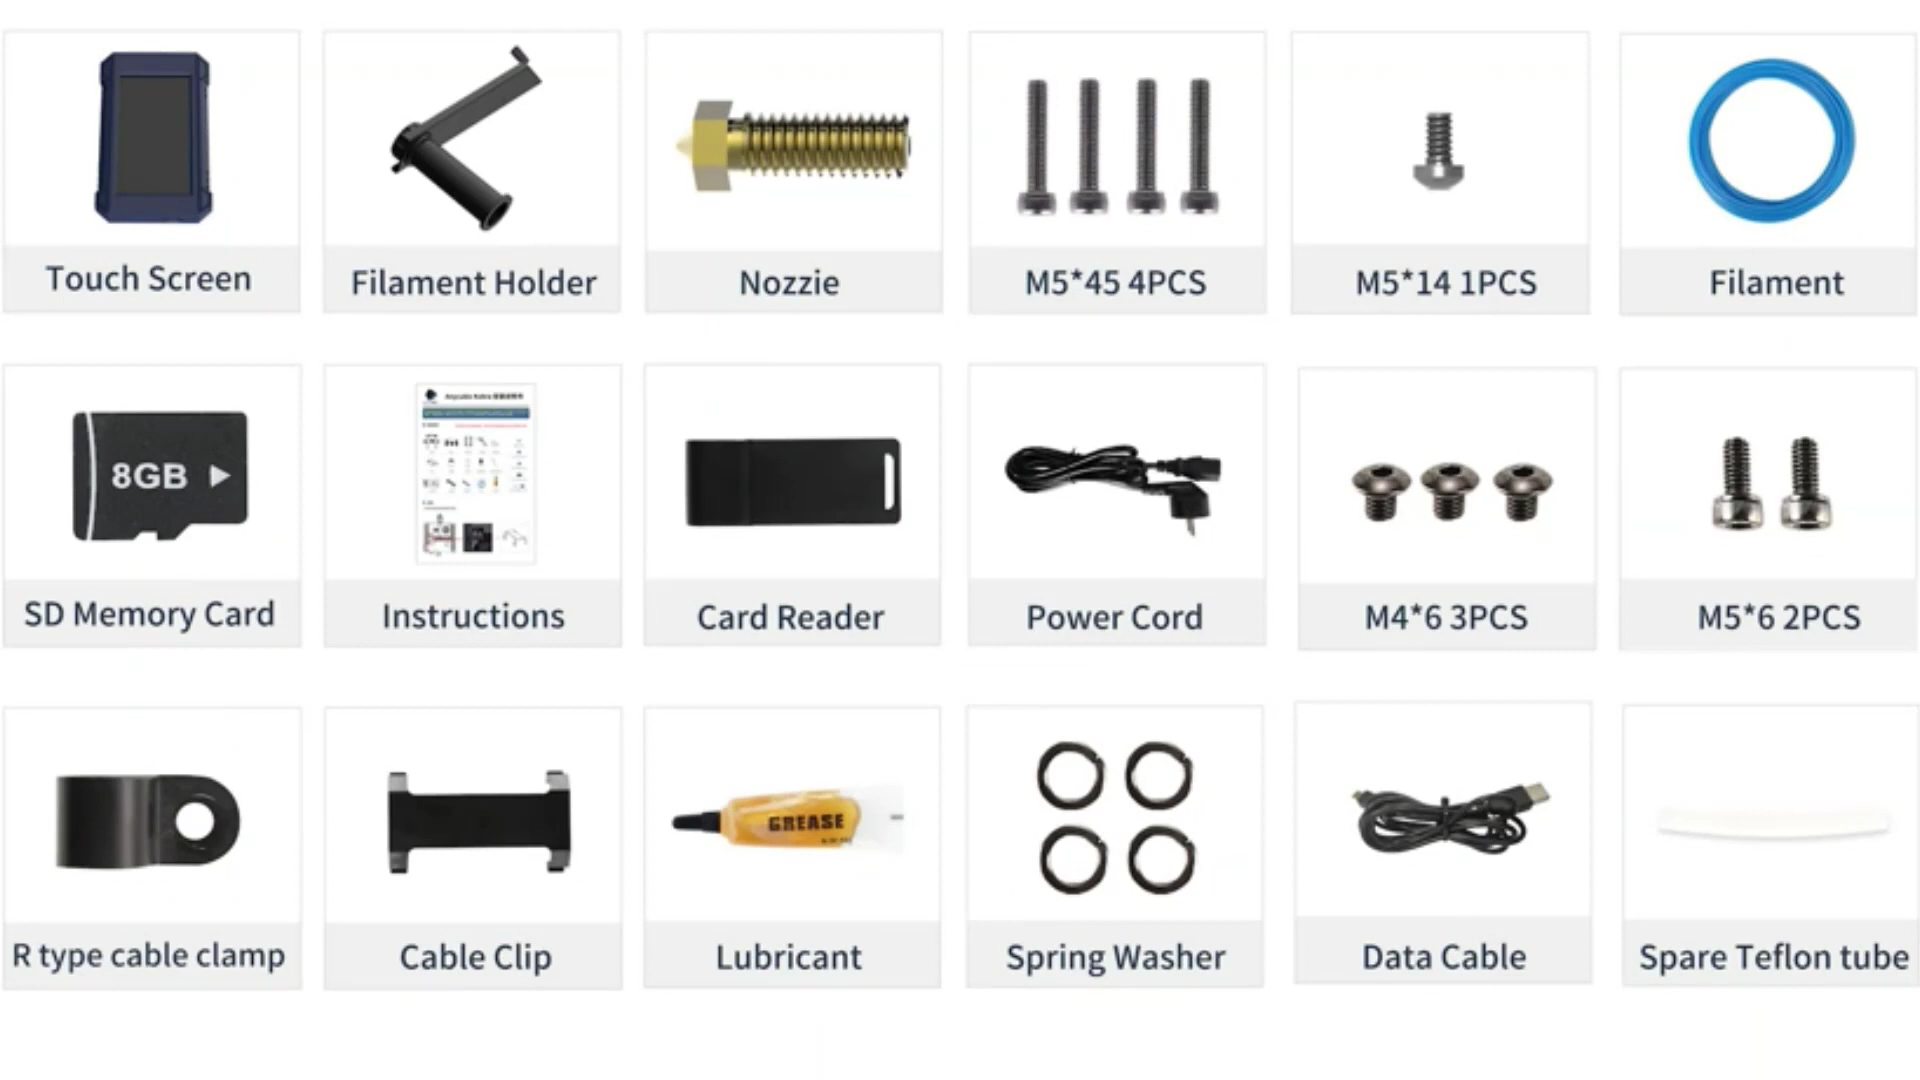 Touch Screen
Filament Holder
Nozzie
M5*45 4PCS
M5*14 1PCS
Filament
8GB
SD Memory Card
Instructions
Card Reader
Power Cord
M4*6 3PCS
M5*6 2PCS
R type cable clamp
Cable Clip
GREASE
Lubricant
Spring Washer
Data Cable
Spare Teflon tube